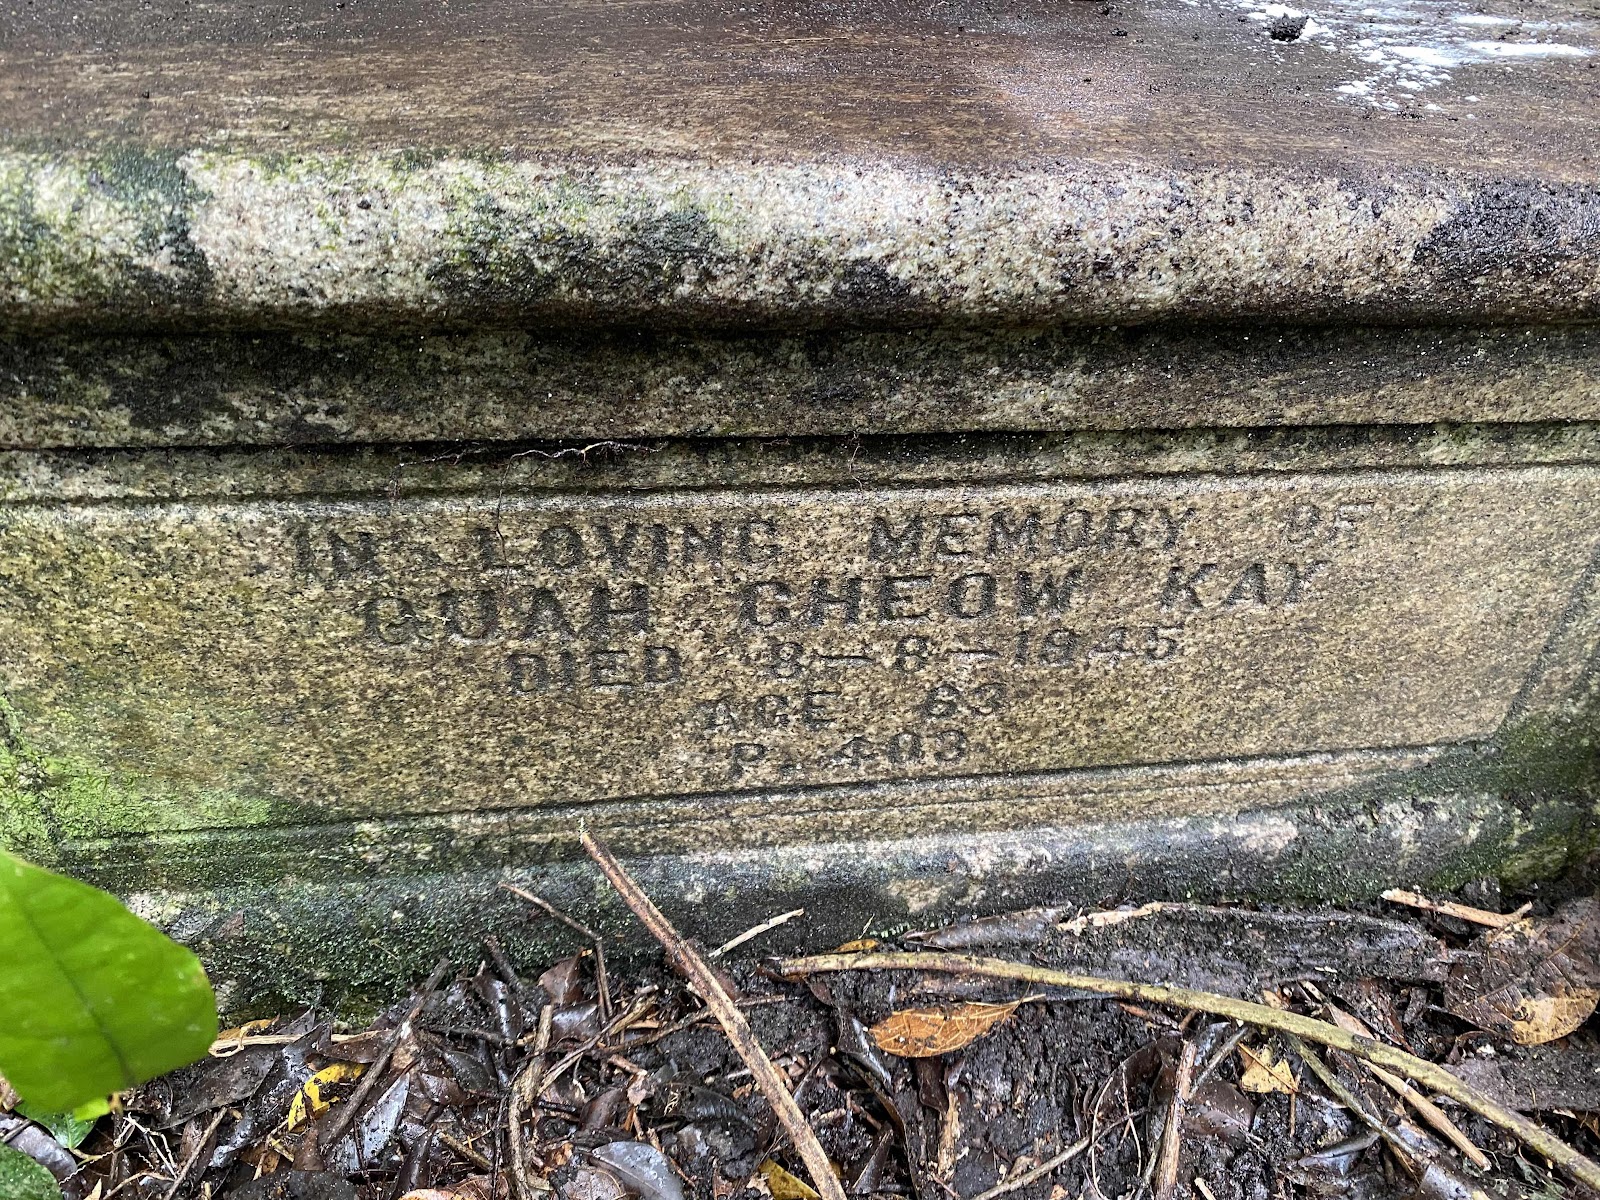 IN LOVING MEMORY OF
QUAH CHEOW KAY
DIED 8-8-1945
AGE 63
P. 403